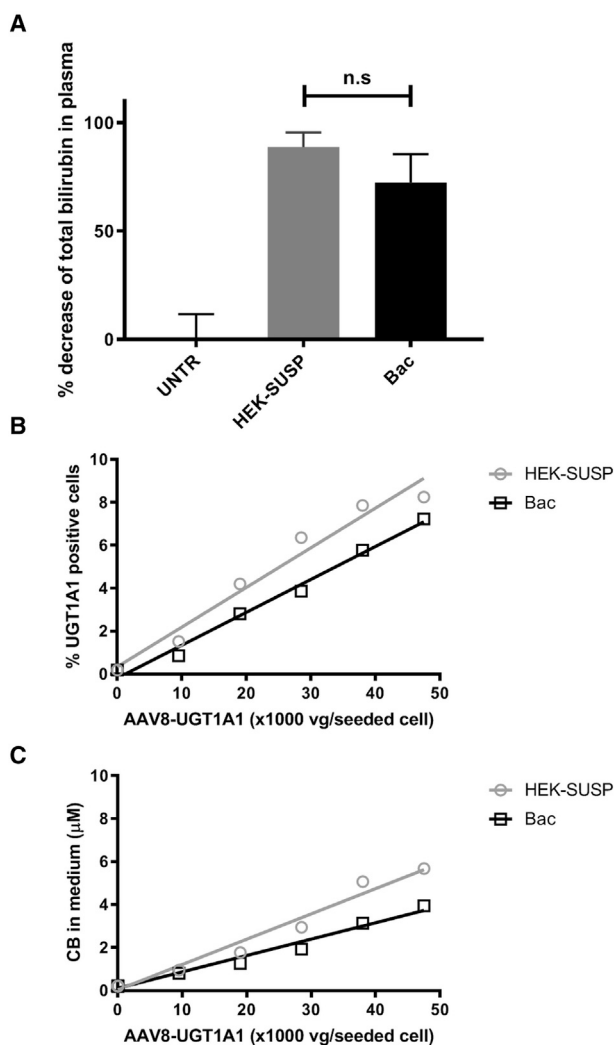 A
n.s
% decrease of total bilirubin in plasma
100
50
0
UNTR
HEK-SUSP
Bac
B
% UGT1A1 positive cells
10
8
6
4
2
0
0 10 20 30 40 50
AAV8-UGT1A1 (x1000 vg/seeded cell)
HEK-SUSP
Bac
C
CB in medium (µM)
10
8
6
4
2
0
0 10 20 30 40 50
AAV8-UGT1A1 (x1000 vg/seeded cell)
HEK-SUSP
Bac